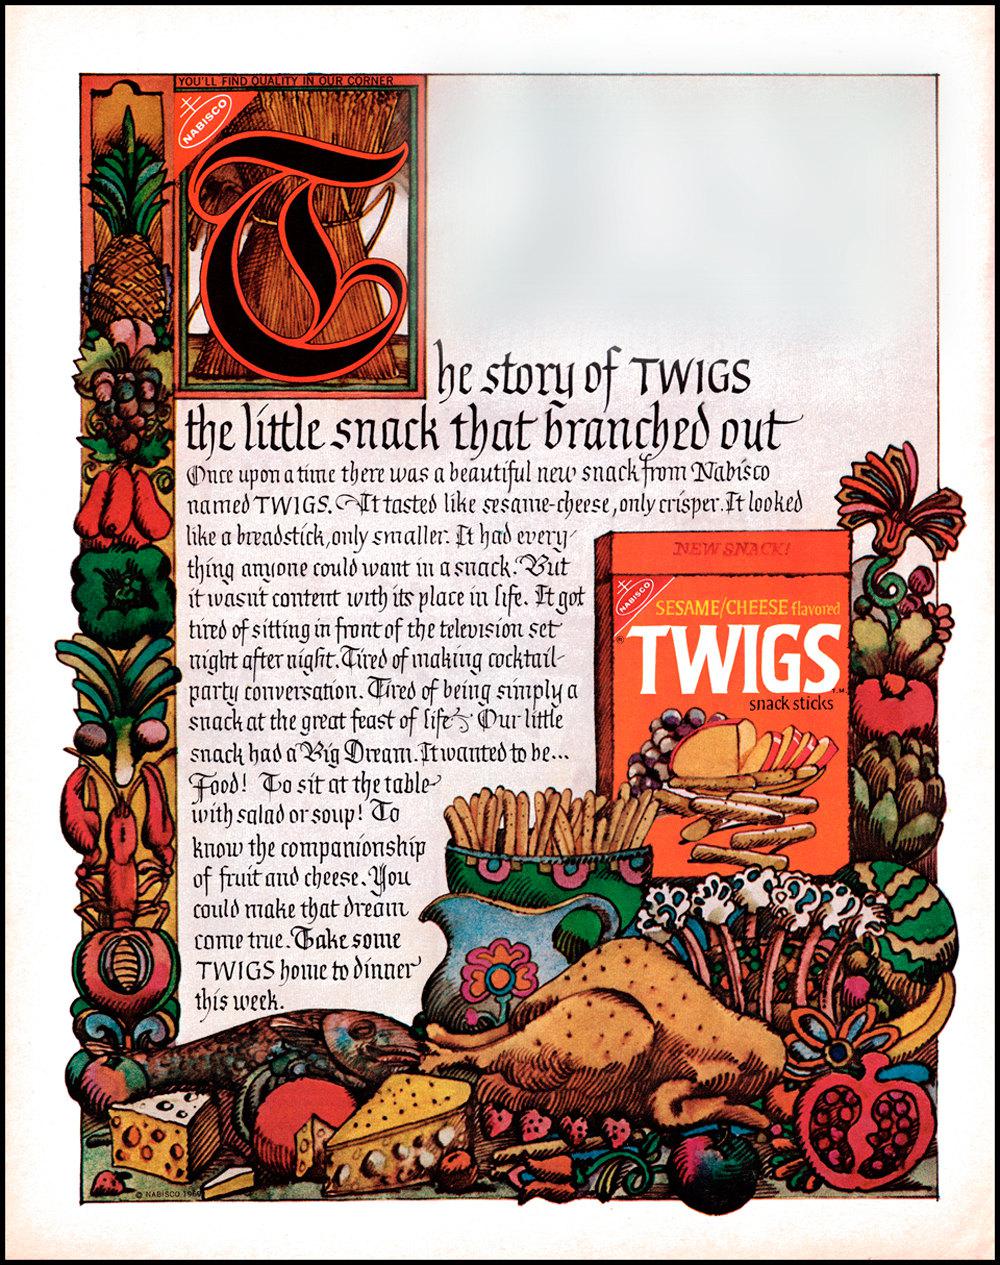 YOU'LL FIND QUALITY IN OUR CORNER
NABISCO
The story of TWIGS
the little snack that branched out
Once upon a time there was a beautiful new snack from Nabisco
named TWIGS. It tasted like sesame-cheese, only crisper. It looked
like a breadstick, only smaller. It had every-
thing anyone could want in a snack. But
it wasn't content with its place in life. It got
tired of sitting in front of the television set
night after night. Tired of making cocktail-
party conversation. Tired of being simply a
snack at the great feast of life. Our little
snack had a Big Dream. It wanted to be...
Food! To sit at the table
with salad or soup! To
know the companionship
of fruit and cheese. You
could make that dream
come true. Take some
TWIGS home to dinner
this week.
NEW SNACK!
NABISCO
SESAME/CHEESE flavored
® TWIGS T.M.
snack sticks
© NABISCO 1969